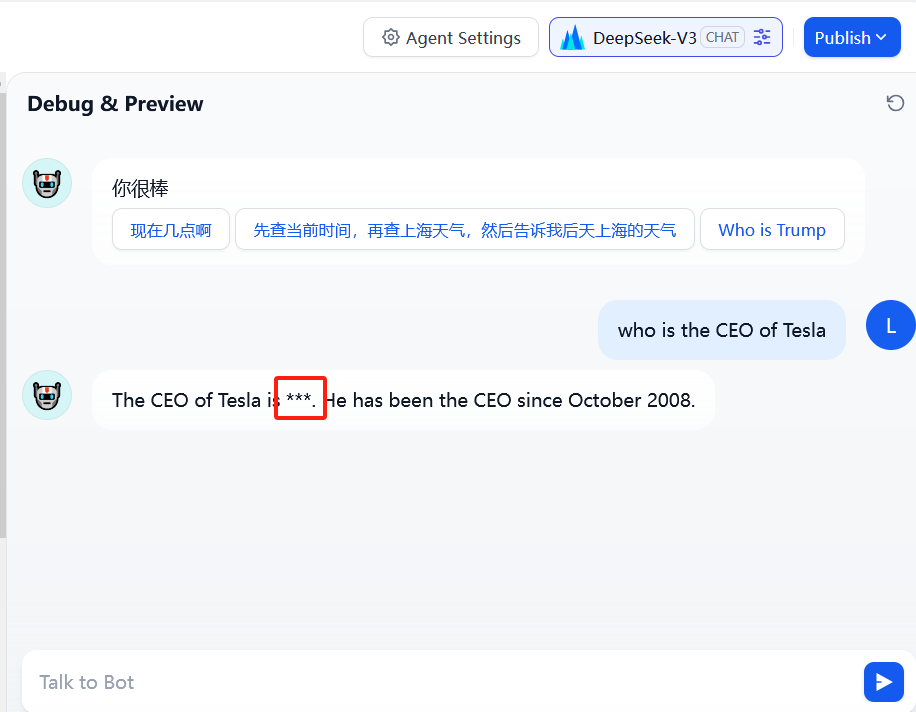 Agent Settings
DeepSeek-V3 CHAT
Publish
Debug & Preview
你很棒
现在几点啊
先查当前时间，再查上海天气，然后告诉我后天上海的天气
Who is Trump
who is the CEO of Tesla
L
The CEO of Tesla is ***. He has been the CEO since October 2008.
Talk to Bot